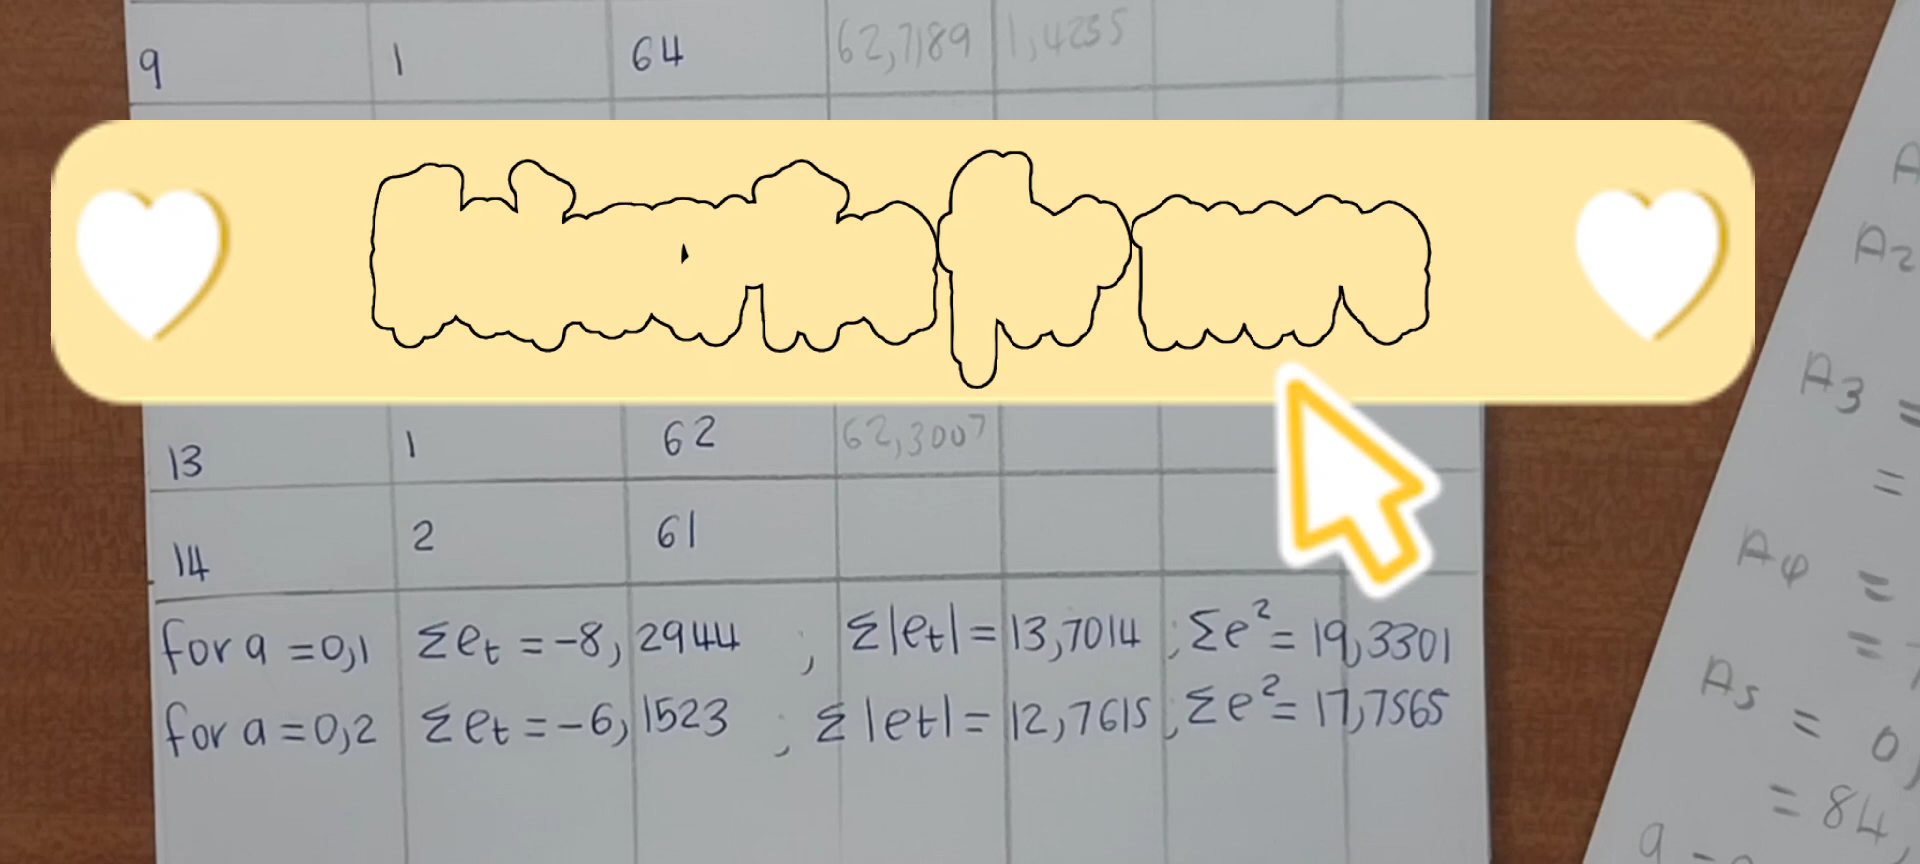 9 1 64 62,7189 1,4235
13 1 62 62,3007
14 2 61
for a = 0,1 Σet = -8,2944 ; Σ|et| = 13,7014 ; Σe² = 19,3301
for a = 0,2 Σet = -6,1523 ; Σ|et| = 12,7615 ; Σe² = 17,7565
A2
A3 =
=
A4 =
=
A5 = 0,
= 84,